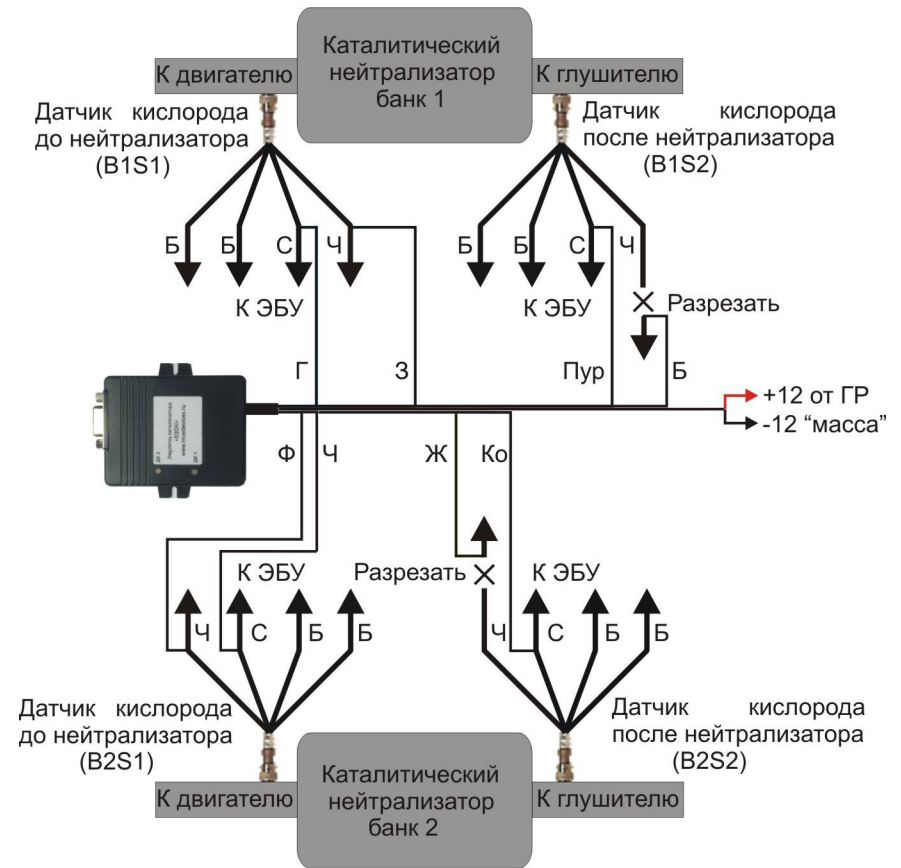 Каталитический
нейтрализатор
банк 1
К двигателю
К глушителю
Датчик кислорода
до нейтрализатора
(B1S1)
Датчик кислорода
после нейтрализатора
(B1S2)
Б Б С Ч
Б Б С Ч
К ЭБУ
К ЭБУ
Разрезать
Г З Пур Б
+12 от ГР
-12 “масса”
Ф Ч Ж Ко
К ЭБУ
Разрезать
К ЭБУ
Ч С Б Б
Ч С Б Б
Датчик кислорода
до нейтрализатора
(B2S1)
Датчик кислорода
после нейтрализатора
(B2S2)
К двигателю
К глушителю
Каталитический
нейтрализатор
банк 2